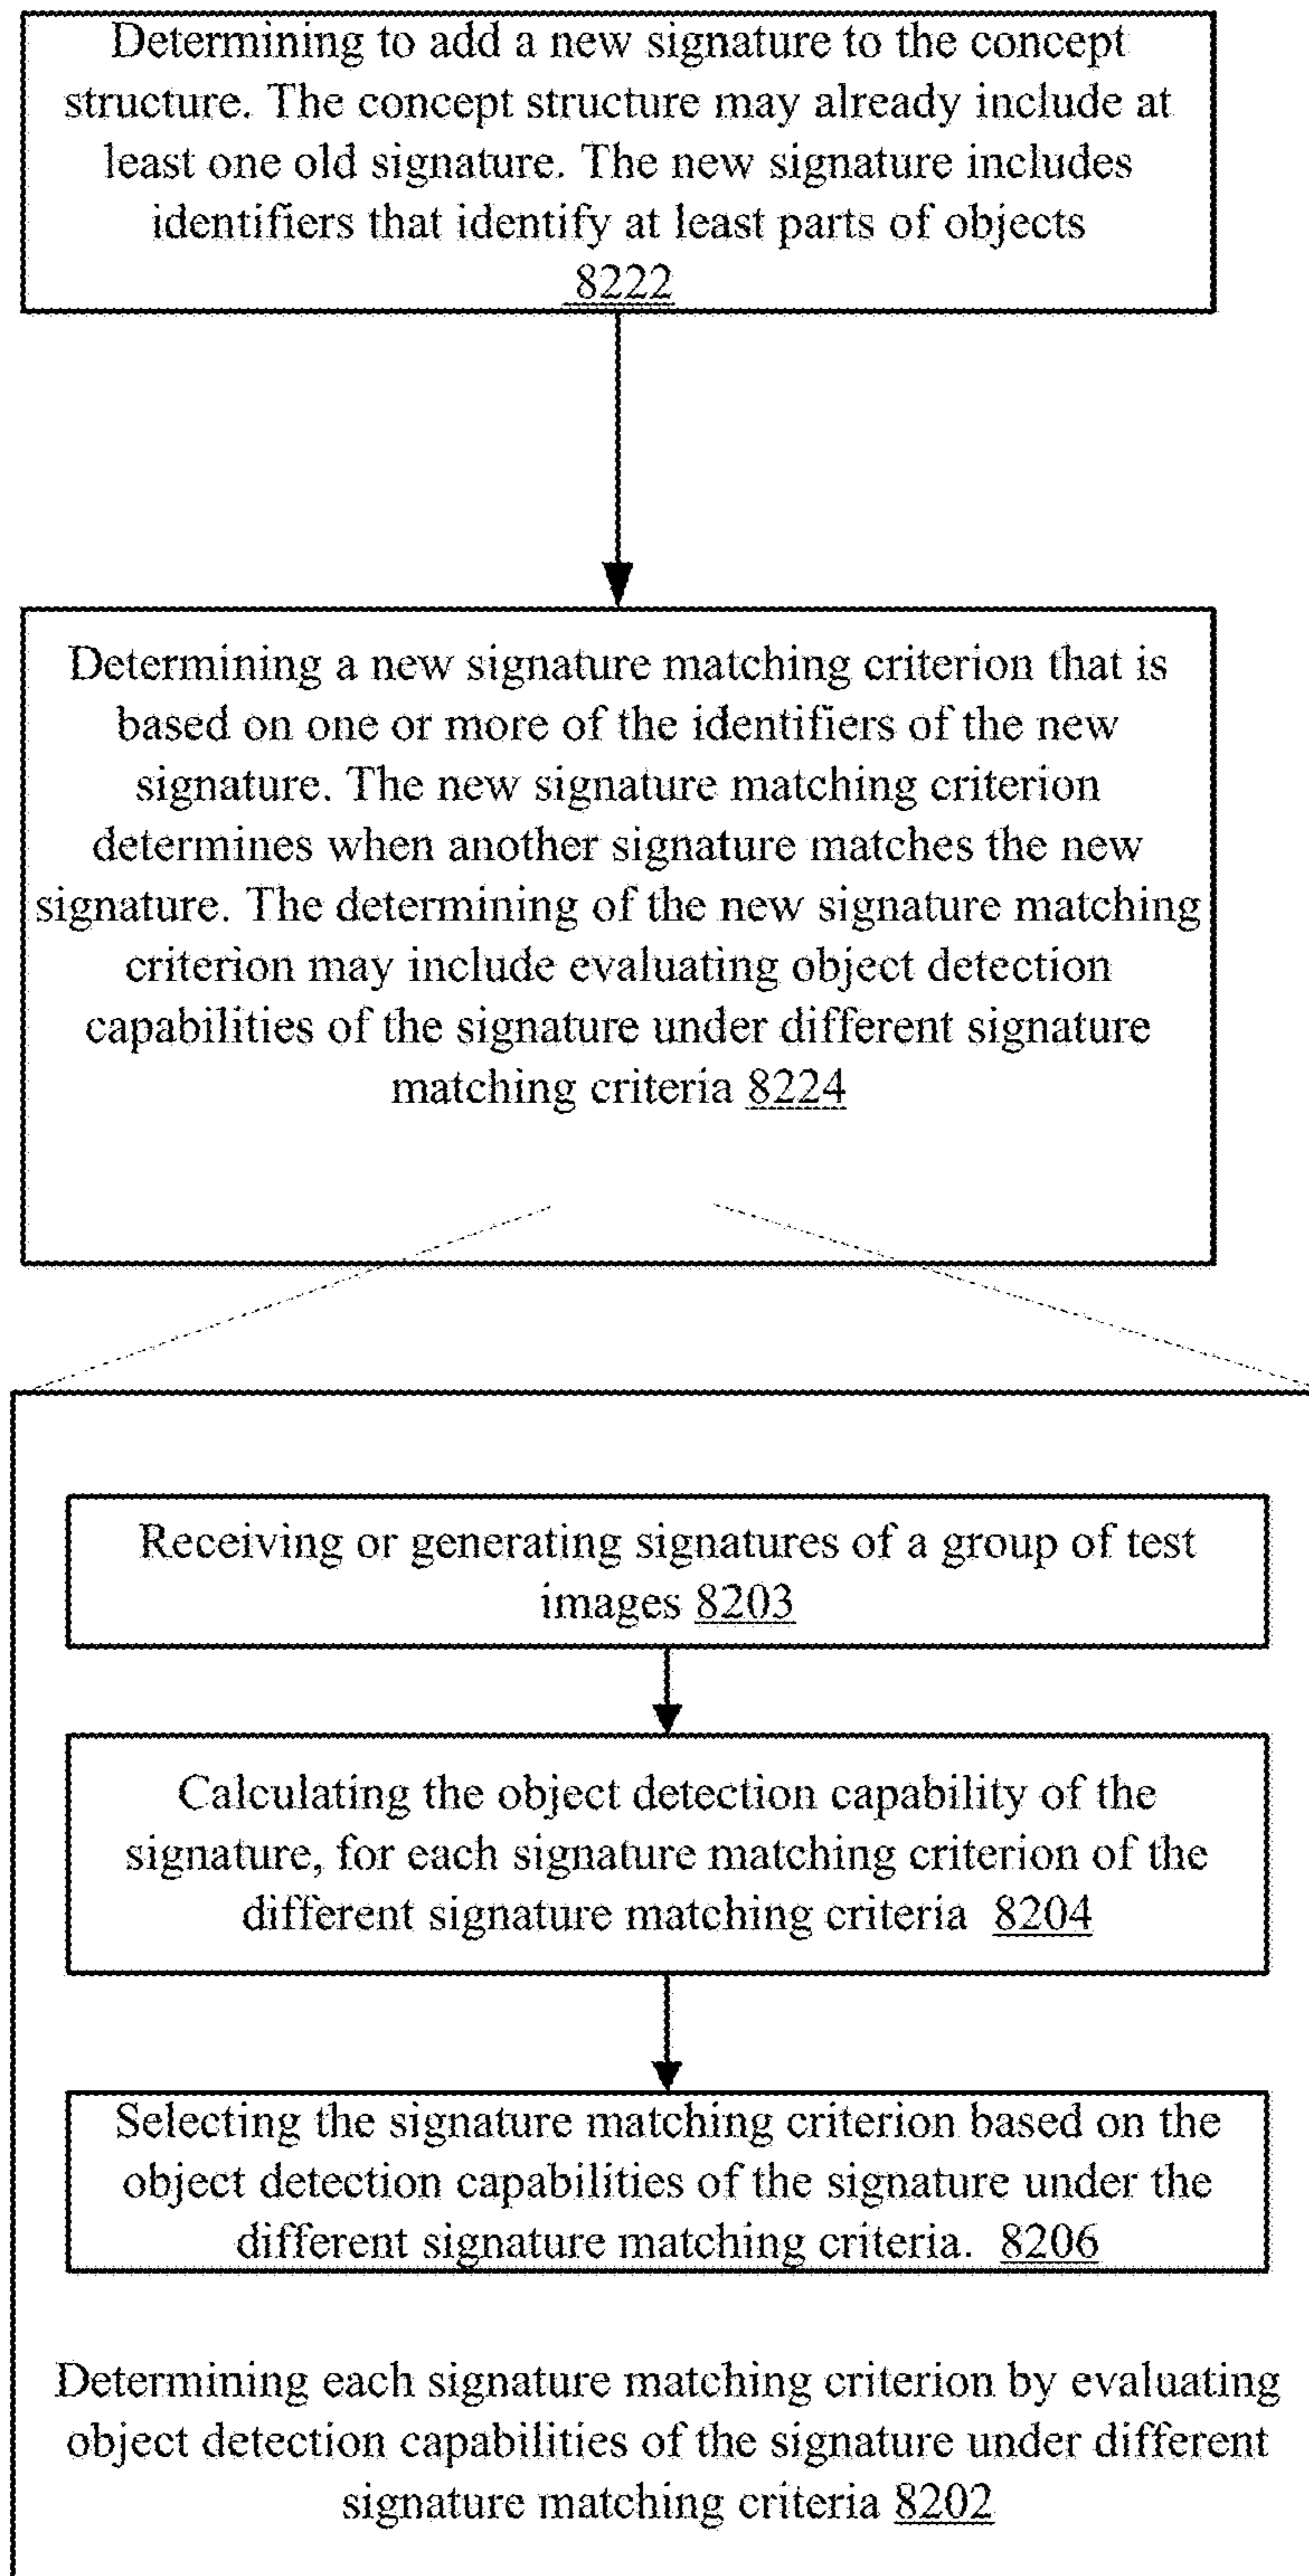 Determining to add a new signature to the concept
structure. The concept structure may already include at
least one old signature. The new signature includes
identifiers that identify at least parts of objects
8222
Determining a new signature matching criterion that is
based on one or more of the identifiers of the new
signature. The new signature matching criterion
determines when another signature matches the new
signature. The determining of the new signature matching
criterion may include evaluating object detection
capabilities of the signature under different signature
matching criteria 8224
Receiving or generating signatures of a group of test
images 8203
Calculating the object detection capability of the
signature, for each signature matching criterion of the
different signature matching criteria 8204
Selecting the signature matching criterion based on the
object detection capabilities of the signature under the
different signature matching criteria. 8206
Determining each signature matching criterion by evaluating
object detection capabilities of the signature under different
signature matching criteria 8202